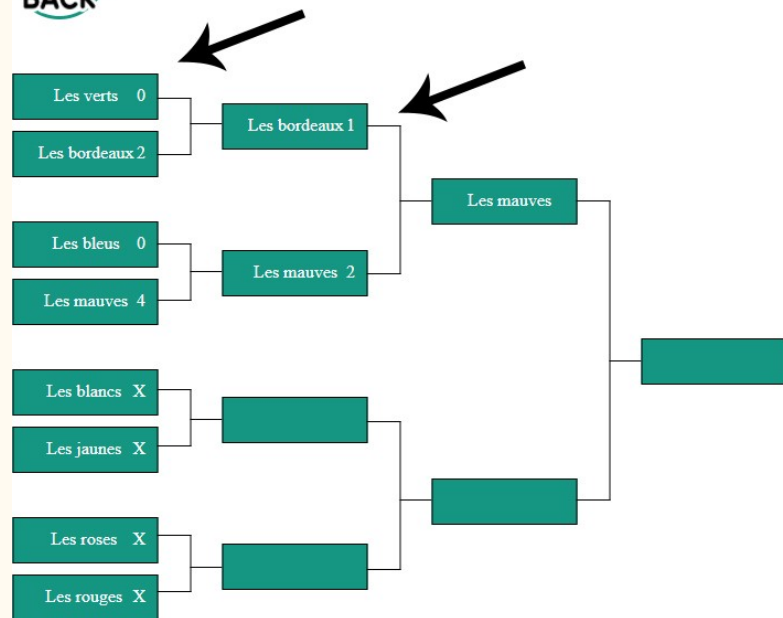 BACK
Les verts 0
Les bordeaux 2
Les bleus 0
Les mauves 4
Les blancs X
Les jaunes X
Les roses X
Les rouges X
Les bordeaux 1
Les mauves 2
Les mauves